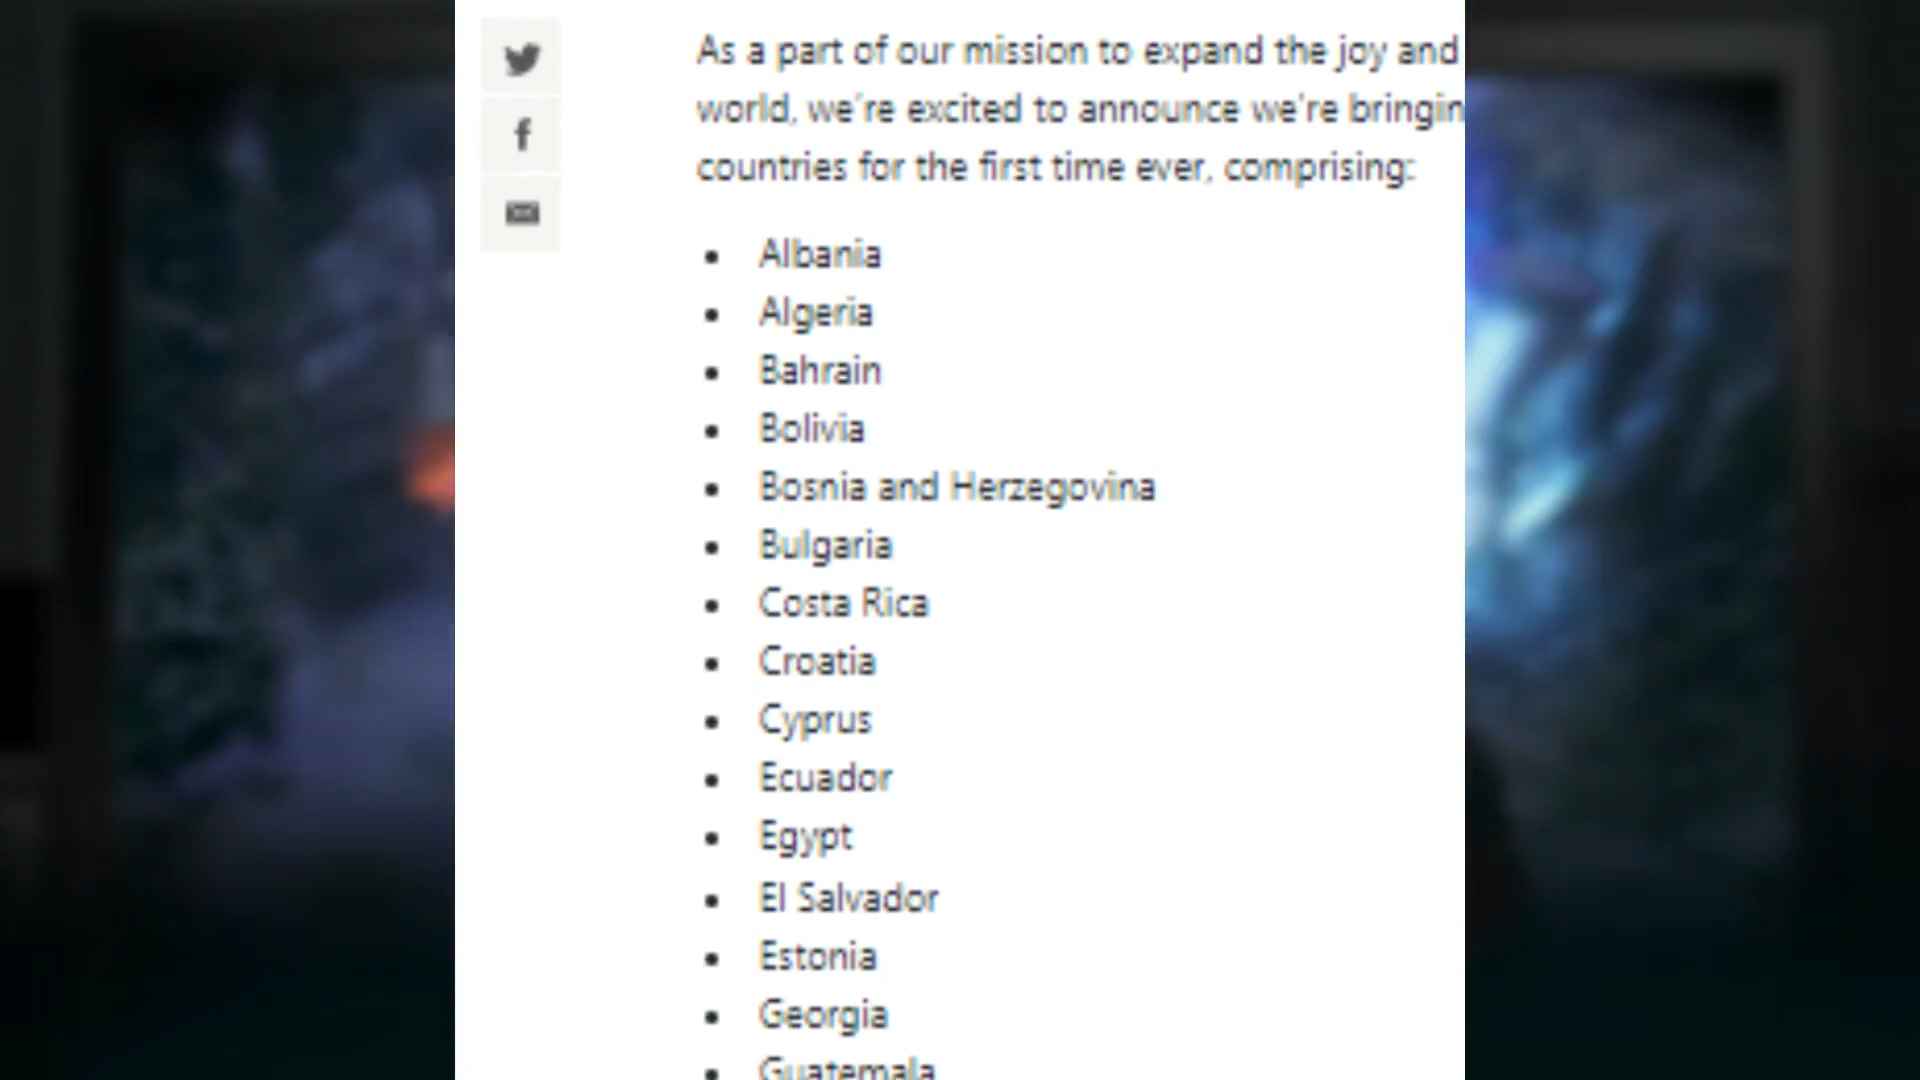 As a part of our mission to expand the joy and
world, we're excited to announce we're bringin
countries for the first time ever, comprising:
• Albania
• Algeria
• Bahrain
• Bolivia
• Bosnia and Herzegovina
• Bulgaria
• Costa Rica
• Croatia
• Cyprus
• Ecuador
• Egypt
• El Salvador
• Estonia
• Georgia
• Guatemala